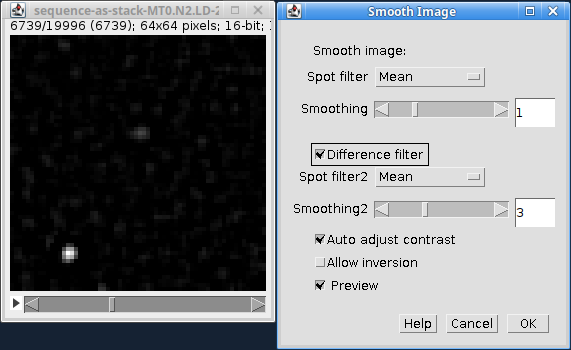 sequence-as-stack-MT0.N2.LD-2
6739/19996 (6739); 64x64 pixels; 16-bit; 1
Smooth Image
Smooth image:
Spot filter Mean
Smoothing 1
Difference filter
Spot filter2 Mean
Smoothing2 3
Auto adjust contrast
Allow inversion
Preview
Help Cancel OK